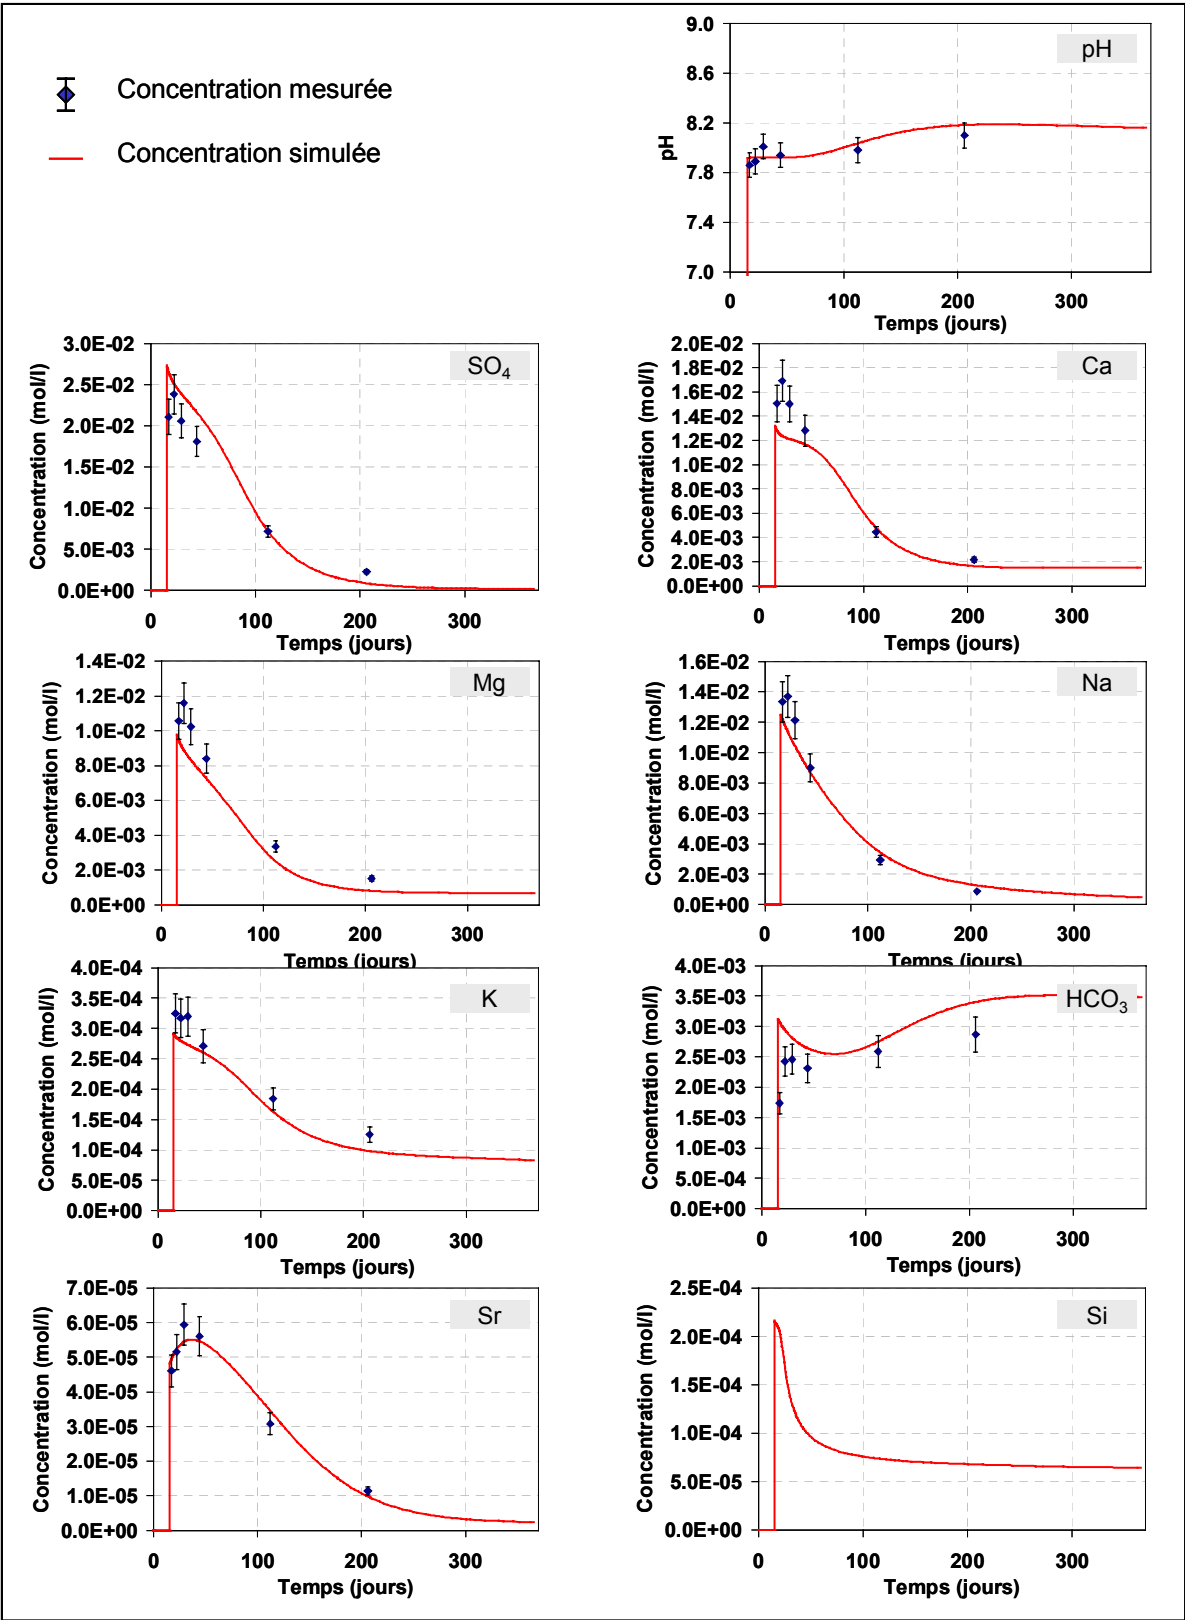 Concentration mesurée
Concentration simulée
pH
pH
9.0
8.6
8.2
7.8
7.4
7.0
0 100 200 300
Temps (jours)
SO4
Concentration (mol/l)
3.0E-02
2.5E-02
2.0E-02
1.5E-02
1.0E-02
5.0E-03
0.0E+00
0 100 200 300
Temps (jours)
Ca
Concentration (mol/l)
2.0E-02
1.8E-02
1.6E-02
1.4E-02
1.2E-02
1.0E-02
8.0E-03
6.0E-03
4.0E-03
2.0E-03
0.0E+00
0 100 200 300
Temps (jours)
Mg
Concentration (mol/l)
1.4E-02
1.2E-02
1.0E-02
8.0E-03
6.0E-03
4.0E-03
2.0E-03
0.0E+00
0 100 200 300
Temps (jours)
Na
Concentration (mol/l)
1.6E-02
1.4E-02
1.2E-02
1.0E-02
8.0E-03
6.0E-03
4.0E-03
2.0E-03
0.0E+00
0 100 200 300
Temps (jours)
K
Concentration (mol/l)
4.0E-04
3.5E-04
3.0E-04
2.5E-04
2.0E-04
1.5E-04
1.0E-04
5.0E-05
0.0E+00
0 100 200 300
Temps (jours)
HCO3
Concentration (mol/l)
4.0E-03
3.5E-03
3.0E-03
2.5E-03
2.0E-03
1.5E-03
1.0E-03
5.0E-04
0.0E+00
0 100 200 300
Temps (jours)
Sr
Concentration (mol/l)
7.0E-05
6.0E-05
5.0E-05
4.0E-05
3.0E-05
2.0E-05
1.0E-05
0.0E+00
0 100 200 300
Temps (jours)
Si
Concentration (mol/l)
2.5E-04
2.0E-04
1.5E-04
1.0E-04
5.0E-05
0.0E+00
0 100 200 300
Temps (jours)